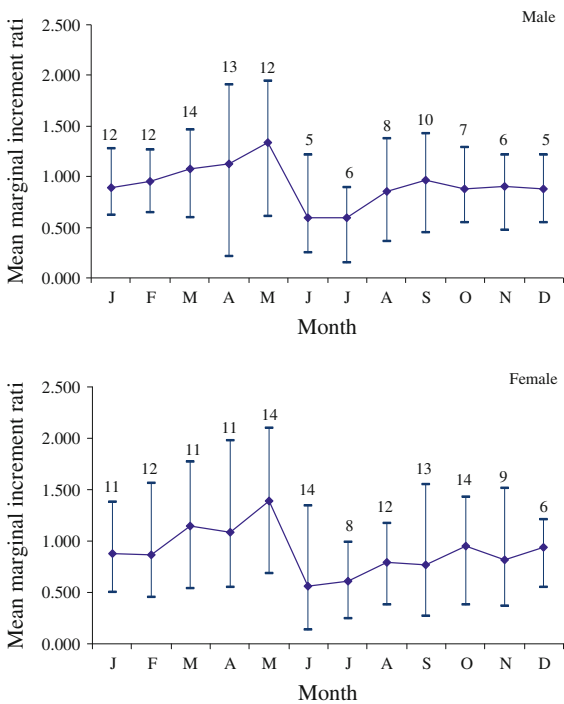 Male
Mean marginal increment rati
2.500
2.000
1.500
1.000
0.500
0.000
12 12 14 13 12 5 6 8 10 7 6 5
J F M A M J J A S O N D
Month
Female
Mean marginal increment rati
2.500
2.000
1.500
1.000
0.500
0.000
11 12 11 11 14 14 8 12 13 14 9 6
J F M A M J J A S O N D
Month